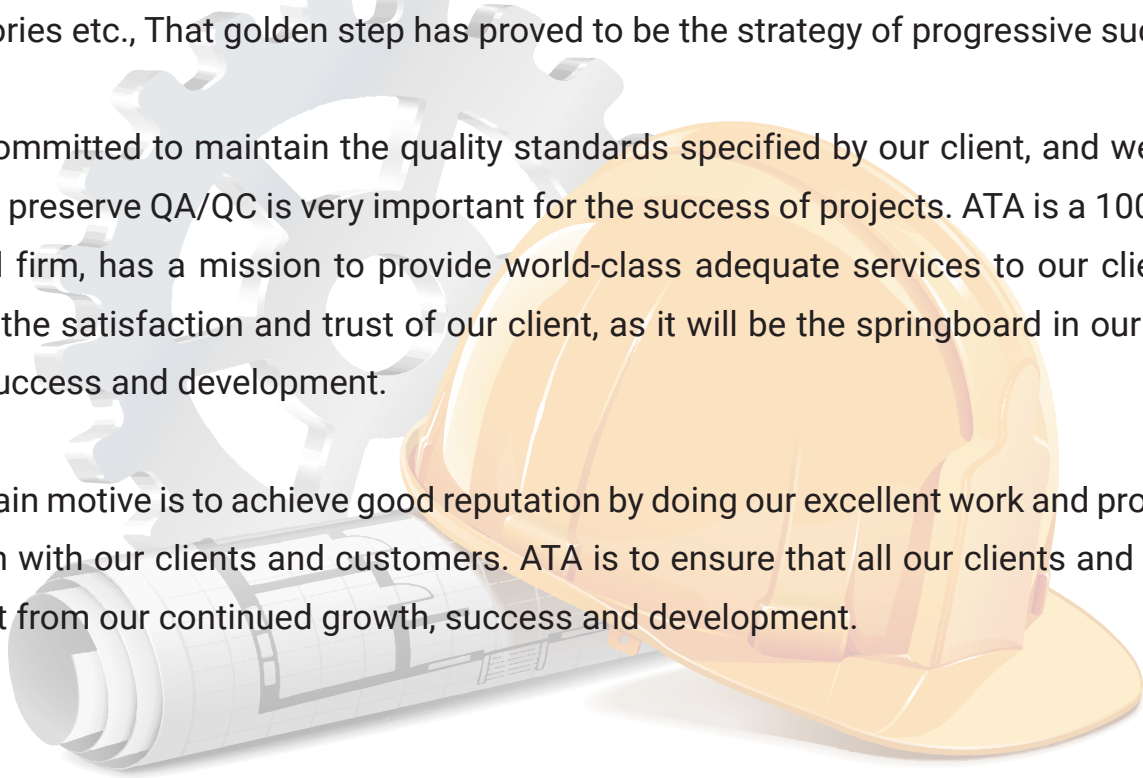 ories etc., That golden step has proved to be the strategy of progressive suc
ommitted to maintain the quality standards specified by our client, and we
preserve QA/QC is very important for the success of projects. ATA is a 100
l firm, has a mission to provide world-class adequate services to our clie
the satisfaction and trust of our client, as it will be the springboard in our
uccess and development.
ain motive is to achieve good reputation by doing our excellent work and pro
n with our clients and customers. ATA is to ensure that all our clients and
t from our continued growth, success and development.